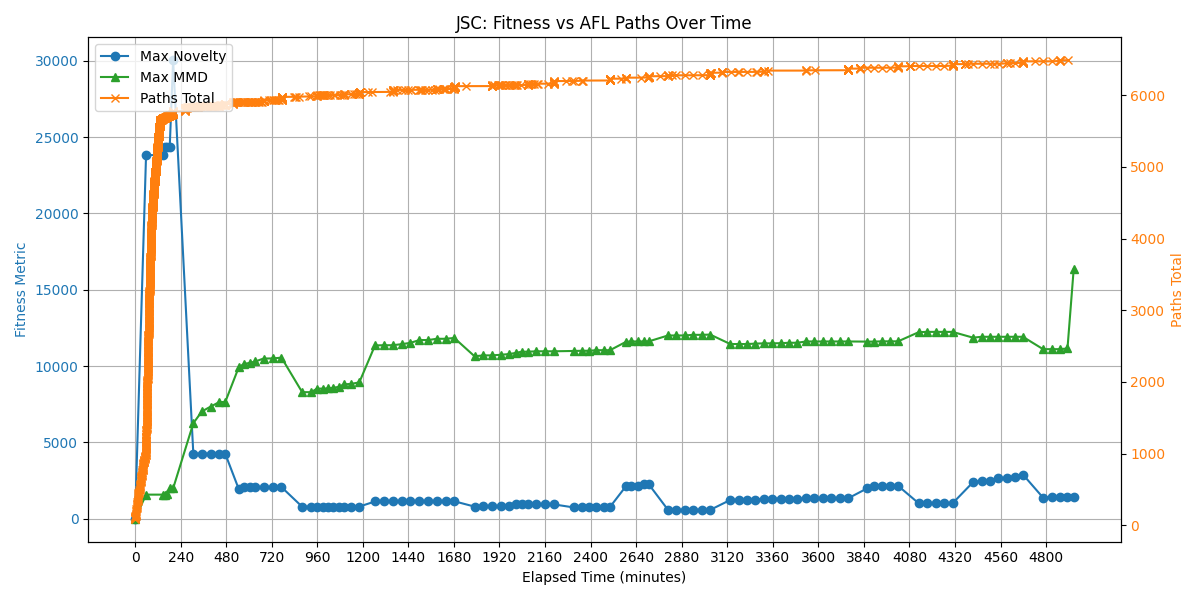 JSC: Fitness vs AFL Paths Over Time
Max Novelty
Max MMD
Paths Total
Fitness Metric
30000
25000
20000
15000
10000
5000
0
6000
5000
4000
3000
2000
1000
0
Paths Total
0 240 480 720 960 1200 1440 1680 1920 2160 2400 2640 2880 3120 3360 3600 3840 4080 4320 4560 4800
Elapsed Time (minutes)